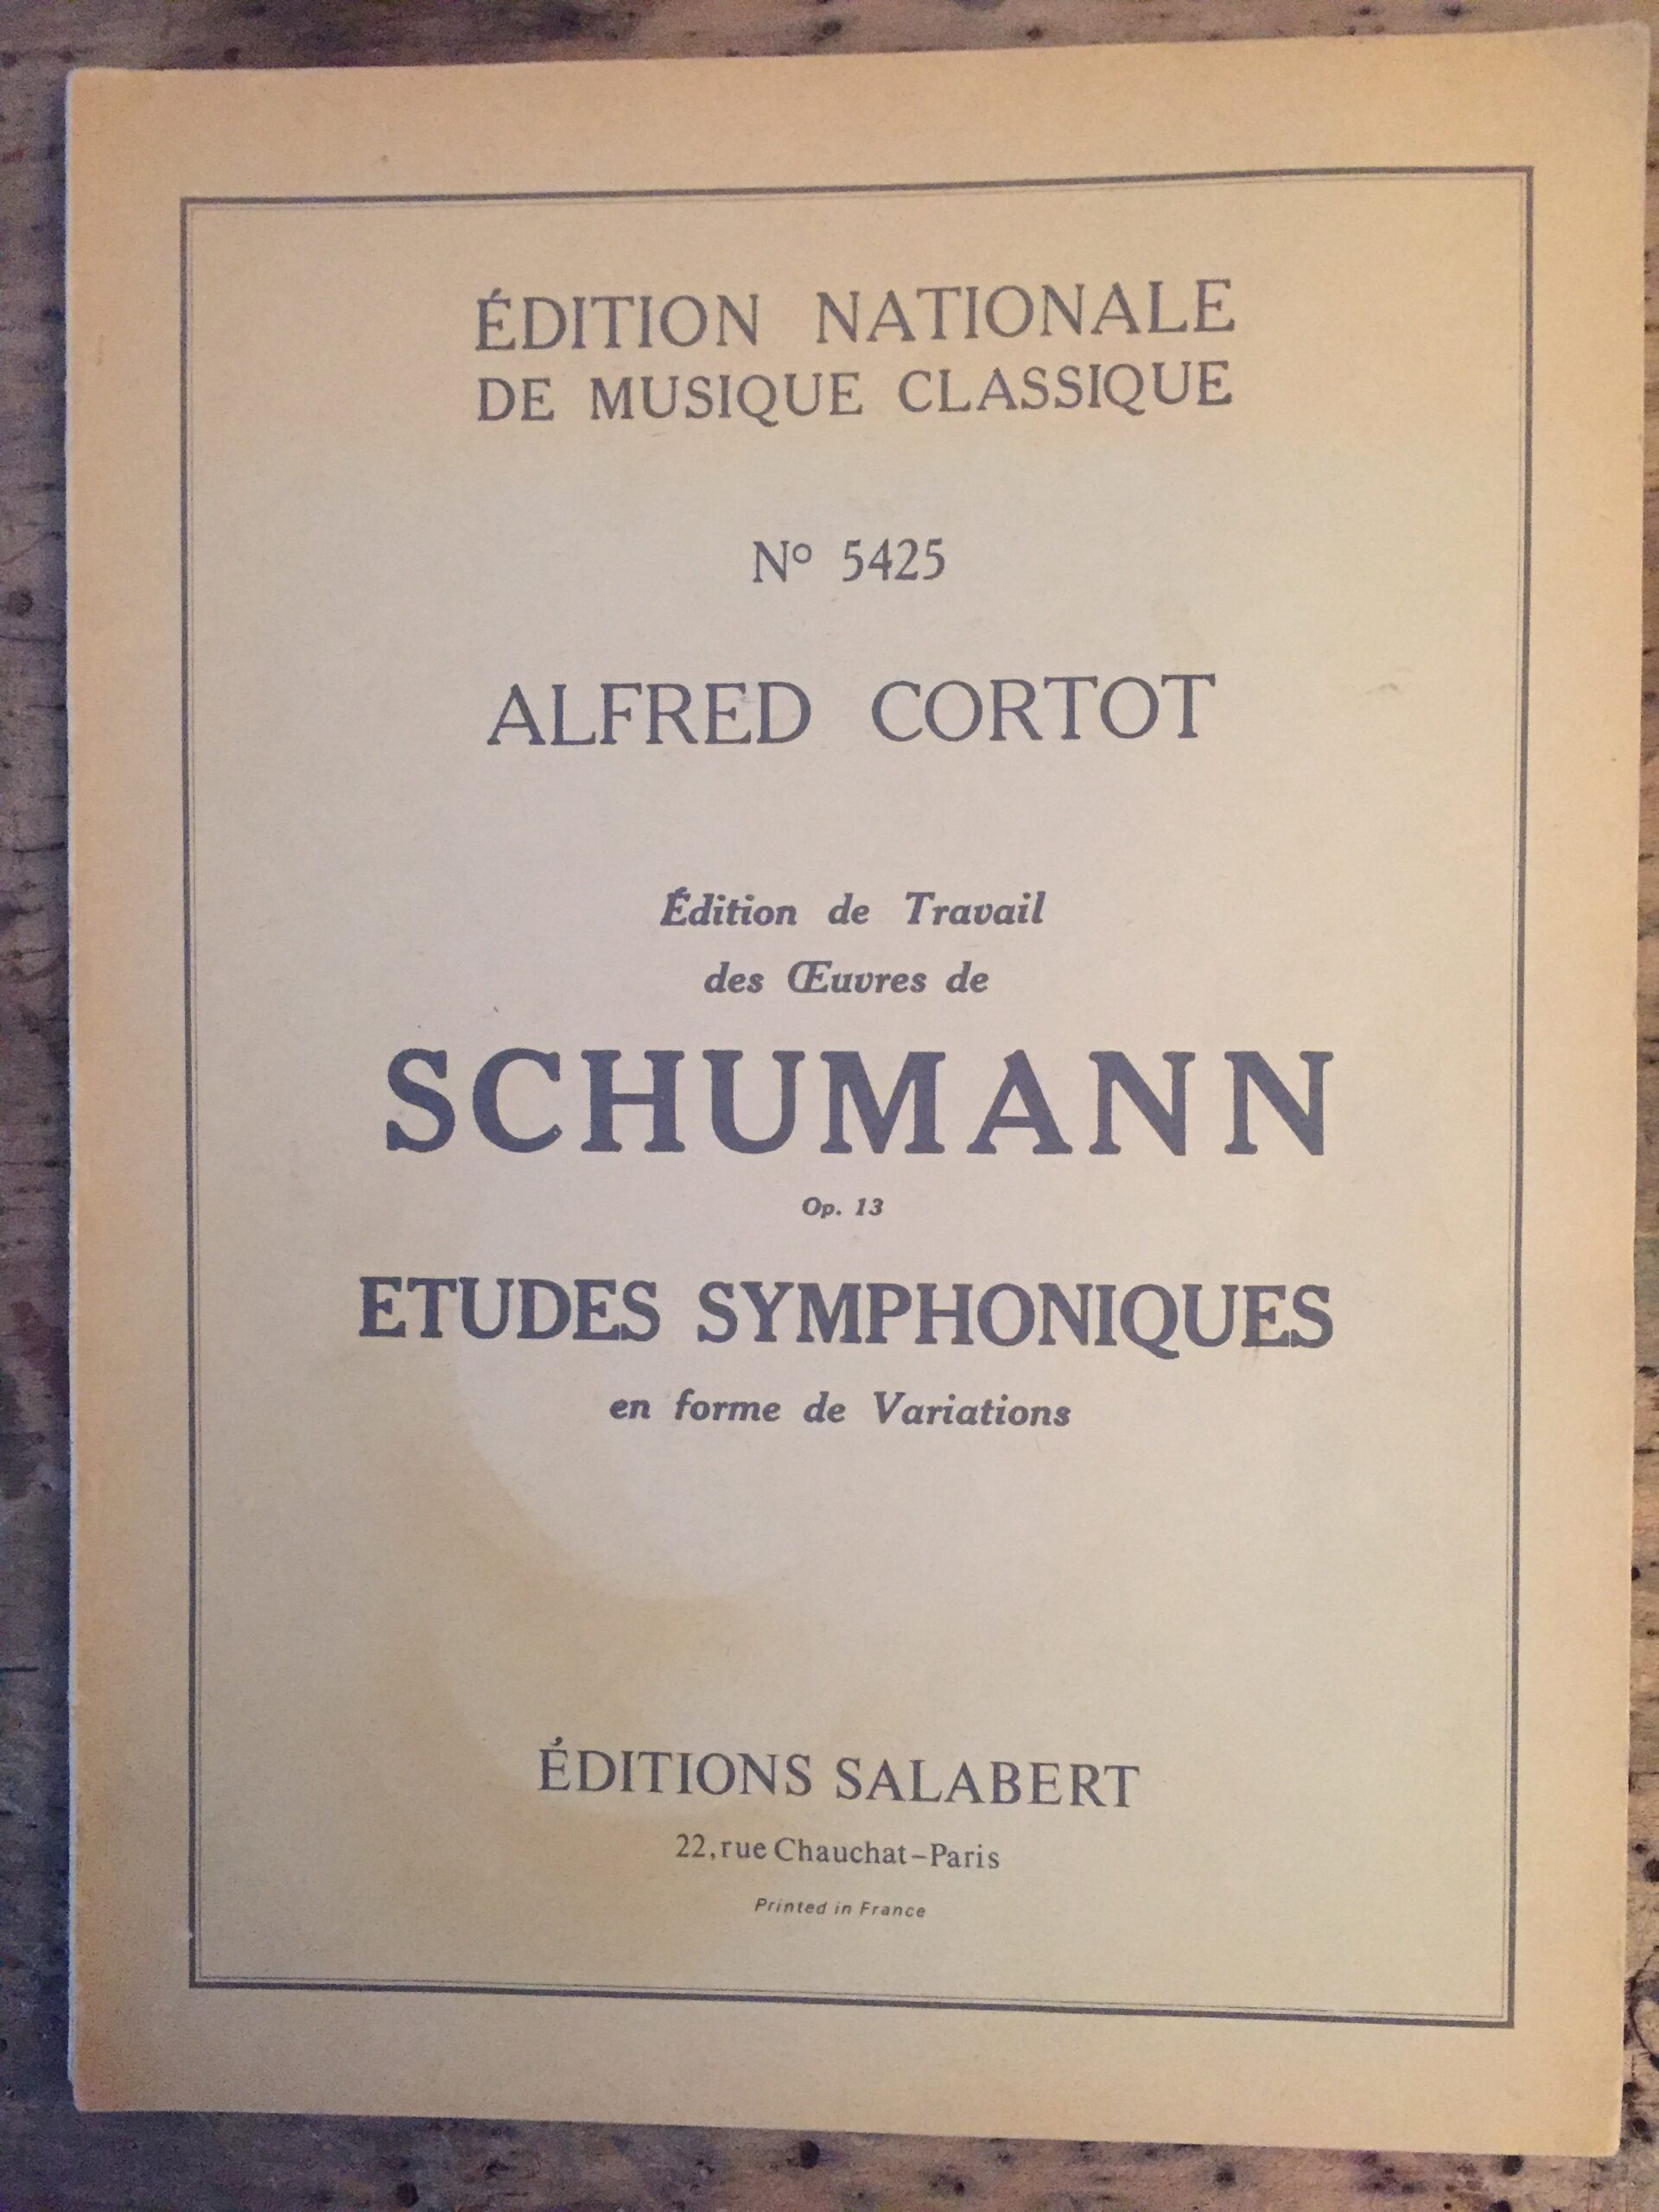 ÉDITION NATIONALE
DE MUSIQUE CLASSIQUE
Nº 5425
ALFRED CORTOT
Édition de Travail
des Œuvres de
SCHUMANN
Op. 13
ETUDES SYMPHONIQUES
en forme de Variations
ÉDITIONS SALABERT
22, rue Chauchat – Paris
Printed in France